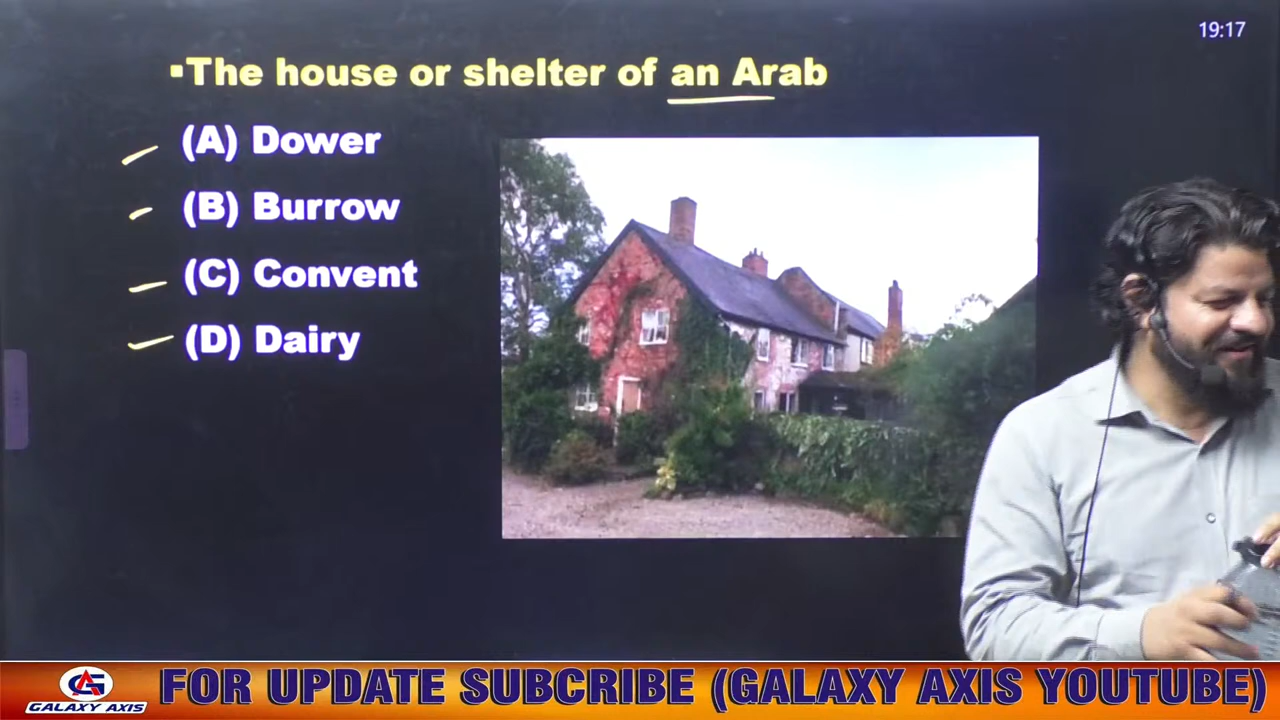 19:17
▪The house or shelter of an Arab
(A) Dower
(B) Burrow
(C) Convent
(D) Dairy
GALAXY AXIS
FOR UPDATE SUBCRIBE (GALAXY AXIS YOUTUBE)